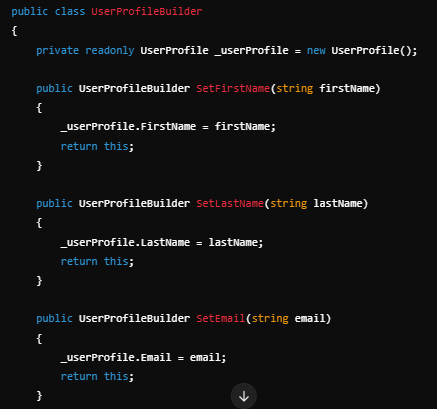 public class UserProfileBuilder
{
    private readonly UserProfile _userProfile = new UserProfile();

    public UserProfileBuilder SetFirstName(string firstName)
    {
        _userProfile.FirstName = firstName;
        return this;
    }

    public UserProfileBuilder SetLastName(string lastName)
    {
        _userProfile.LastName = lastName;
        return this;
    }

    public UserProfileBuilder SetEmail(string email)
    {
        _userProfile.Email = email;
        return this;
    }